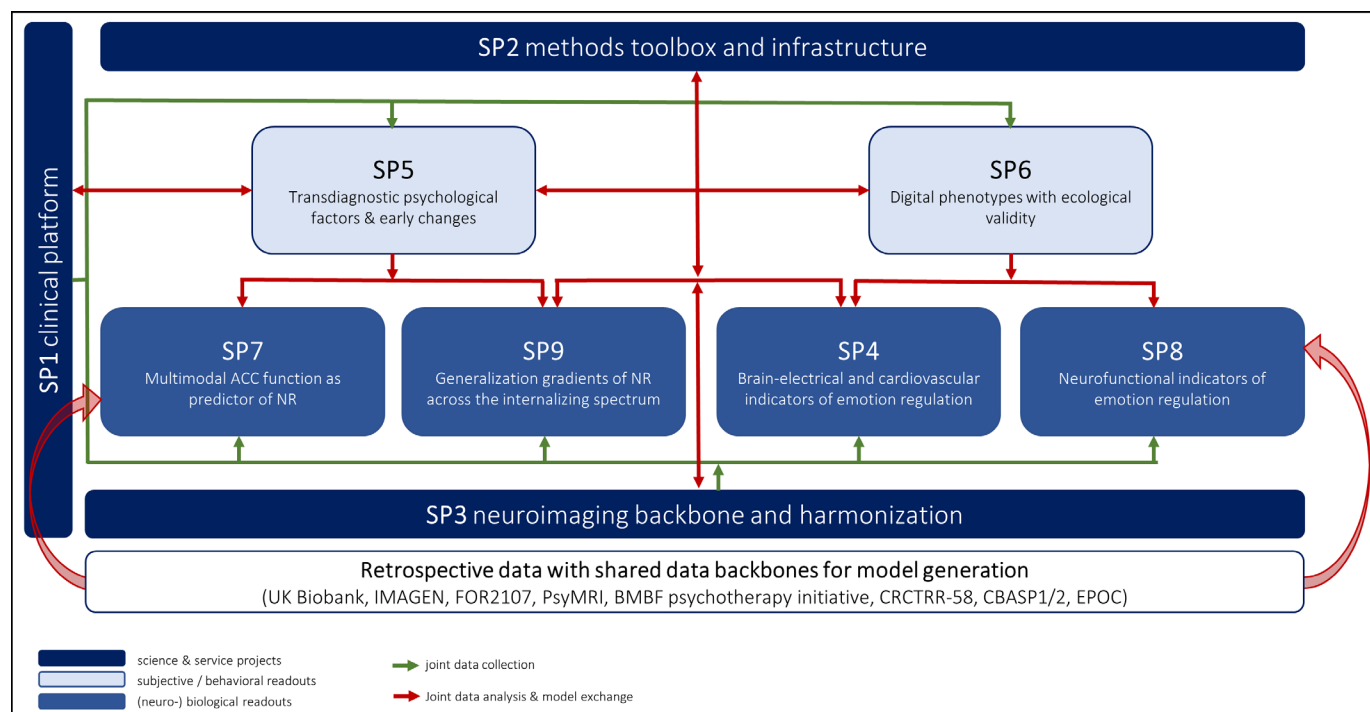 SP2 methods toolbox and infrastructure
SP1 clinical platform
SP5
Transdiagnostic psychological
factors & early changes
SP6
Digital phenotypes with ecological
validity
SP7
Multimodal ACC function as
predictor of NR
SP9
Generalization gradients of NR
across the internalizing spectrum
SP4
Brain-electrical and cardiovascular
indicators of emotion regulation
SP8
Neurofunctional indicators of
emotion regulation
SP3 neuroimaging backbone and harmonization
Retrospective data with shared data backbones for model generation
(UK Biobank, IMAGEN, FOR2107, PsyMRI, BMBF psychotherapy initiative, CRCTRR-58, CBASP1/2, EPOC)
science & service projects
subjective / behavioral readouts
(neuro-) biological readouts
joint data collection
Joint data analysis & model exchange